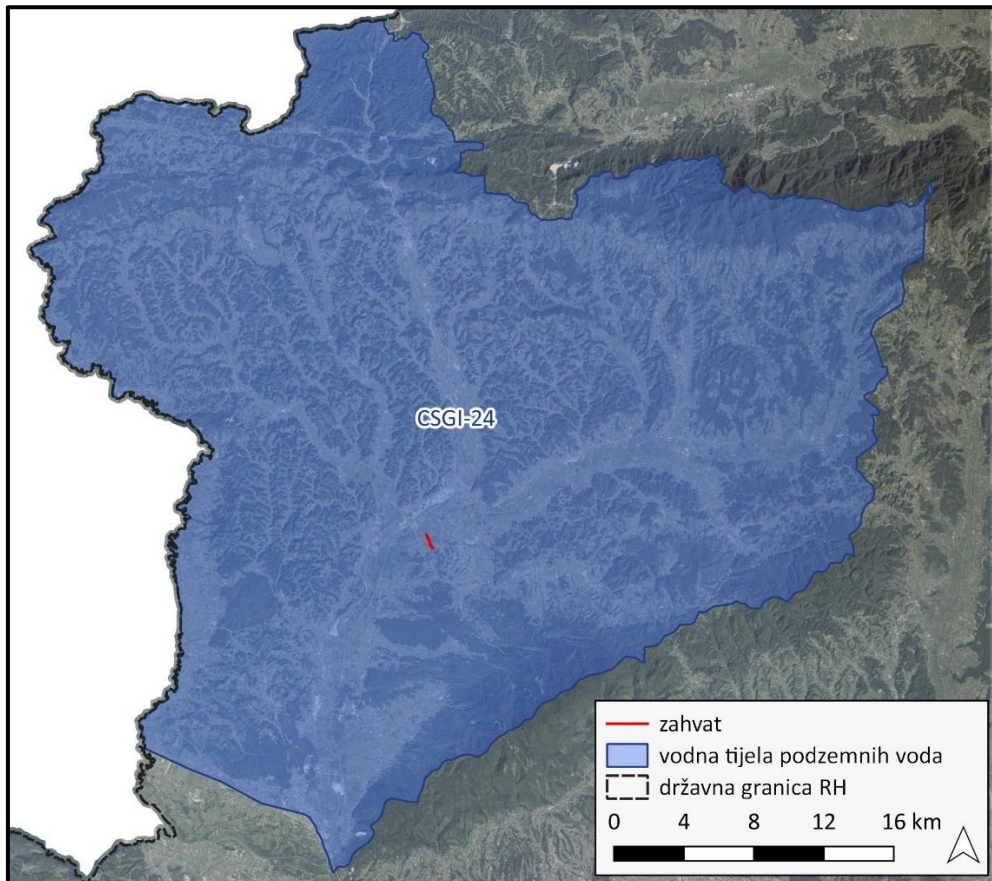 CSGI-24
zahvat
vodna tijela podzemnih voda
državna granica RH
0 4 8 12 16 km